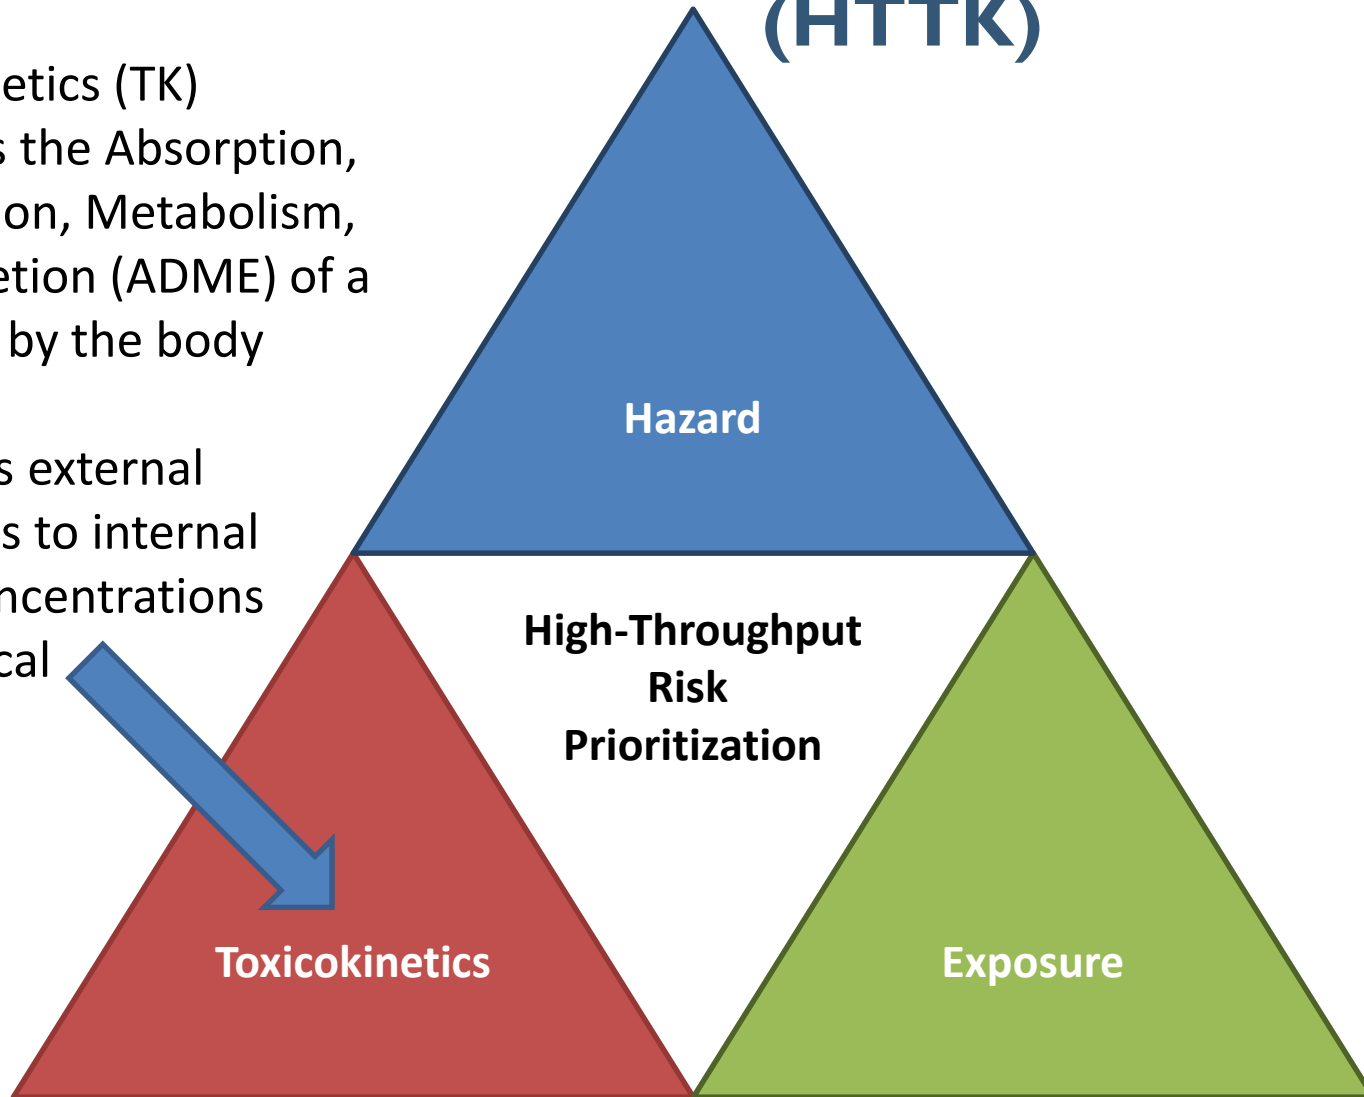 (HTTK)
etics (TK)
s the Absorption,
on, Metabolism,
etion (ADME) of a
by the body
s external
s to internal
ncentrations
cal
Hazard
High-Throughput
Risk
Prioritization
Toxicokinetics
Exposure